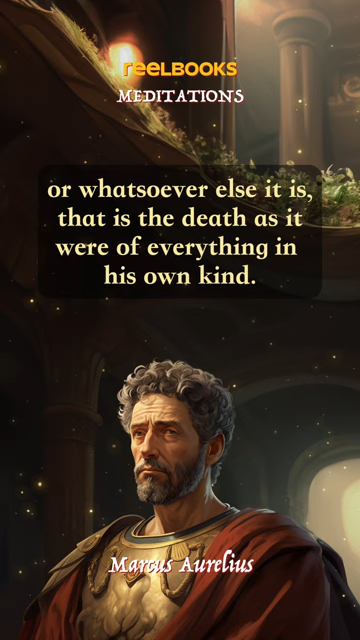 reelBOOKS
MEDITATIONS
or whatsoever else it is,
that is the death as it
were of everything in
his own kind.
Marcus Aurelius